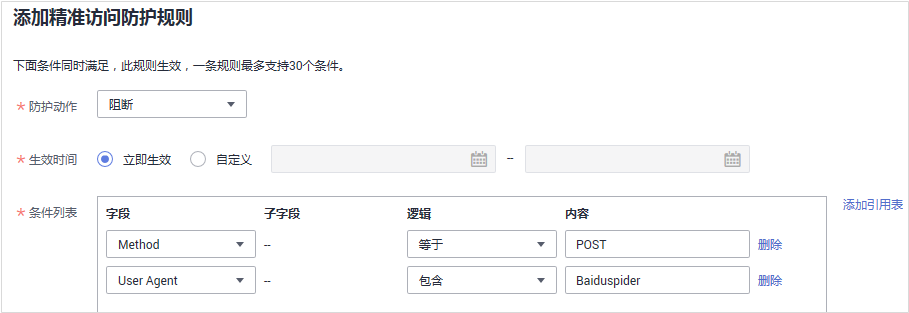 添加精准访问防护规则
下面条件同时满足，此规则生效，一条规则最多支持30个条件。
* 防护动作 阻断
* 生效时间 立即生效 自定义 --
* 条件列表 添加引用表
字段 子字段 逻辑 内容
Method -- 等于 POST 删除
User Agent -- 包含 Baiduspider 删除